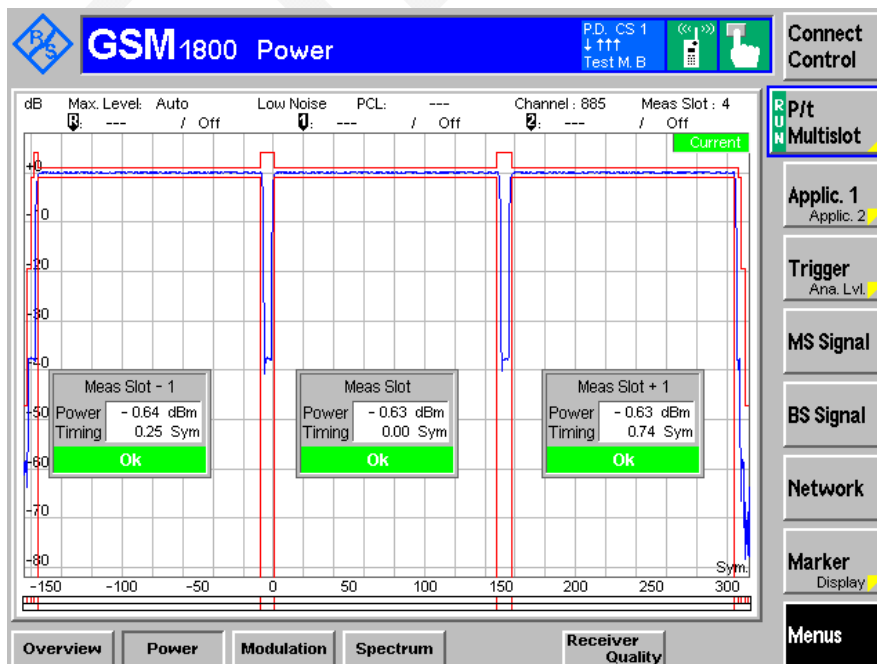 R/S
GSM 1800 Power
P.D. CS 1
↓ ↑↑↑
Test M. B
Connect
Control
dB Max. Level: Auto Low Noise PCL: --- Channel : 885 Meas Slot : 4
R: --- / Off 1: --- / Off 2: --- / Off
Current
RUN
P/t
Multislot
Applic. 1
Applic. 2
Trigger
Ana. Lvl.
MS Signal
BS Signal
Network
Marker
Display
Menus
+0
-10
-20
-30
-40
-50
-60
-70
-80
Meas Slot - 1
Power - 0.64 dBm
Timing 0.25 Sym
Ok
Meas Slot
Power - 0.63 dBm
Timing 0.00 Sym
Ok
Meas Slot + 1
Power - 0.63 dBm
Timing 0.74 Sym
Ok
Sym.
-150 -100 -50 0 50 100 150 200 250 300
Overview Power Modulation Spectrum Receiver
Quality